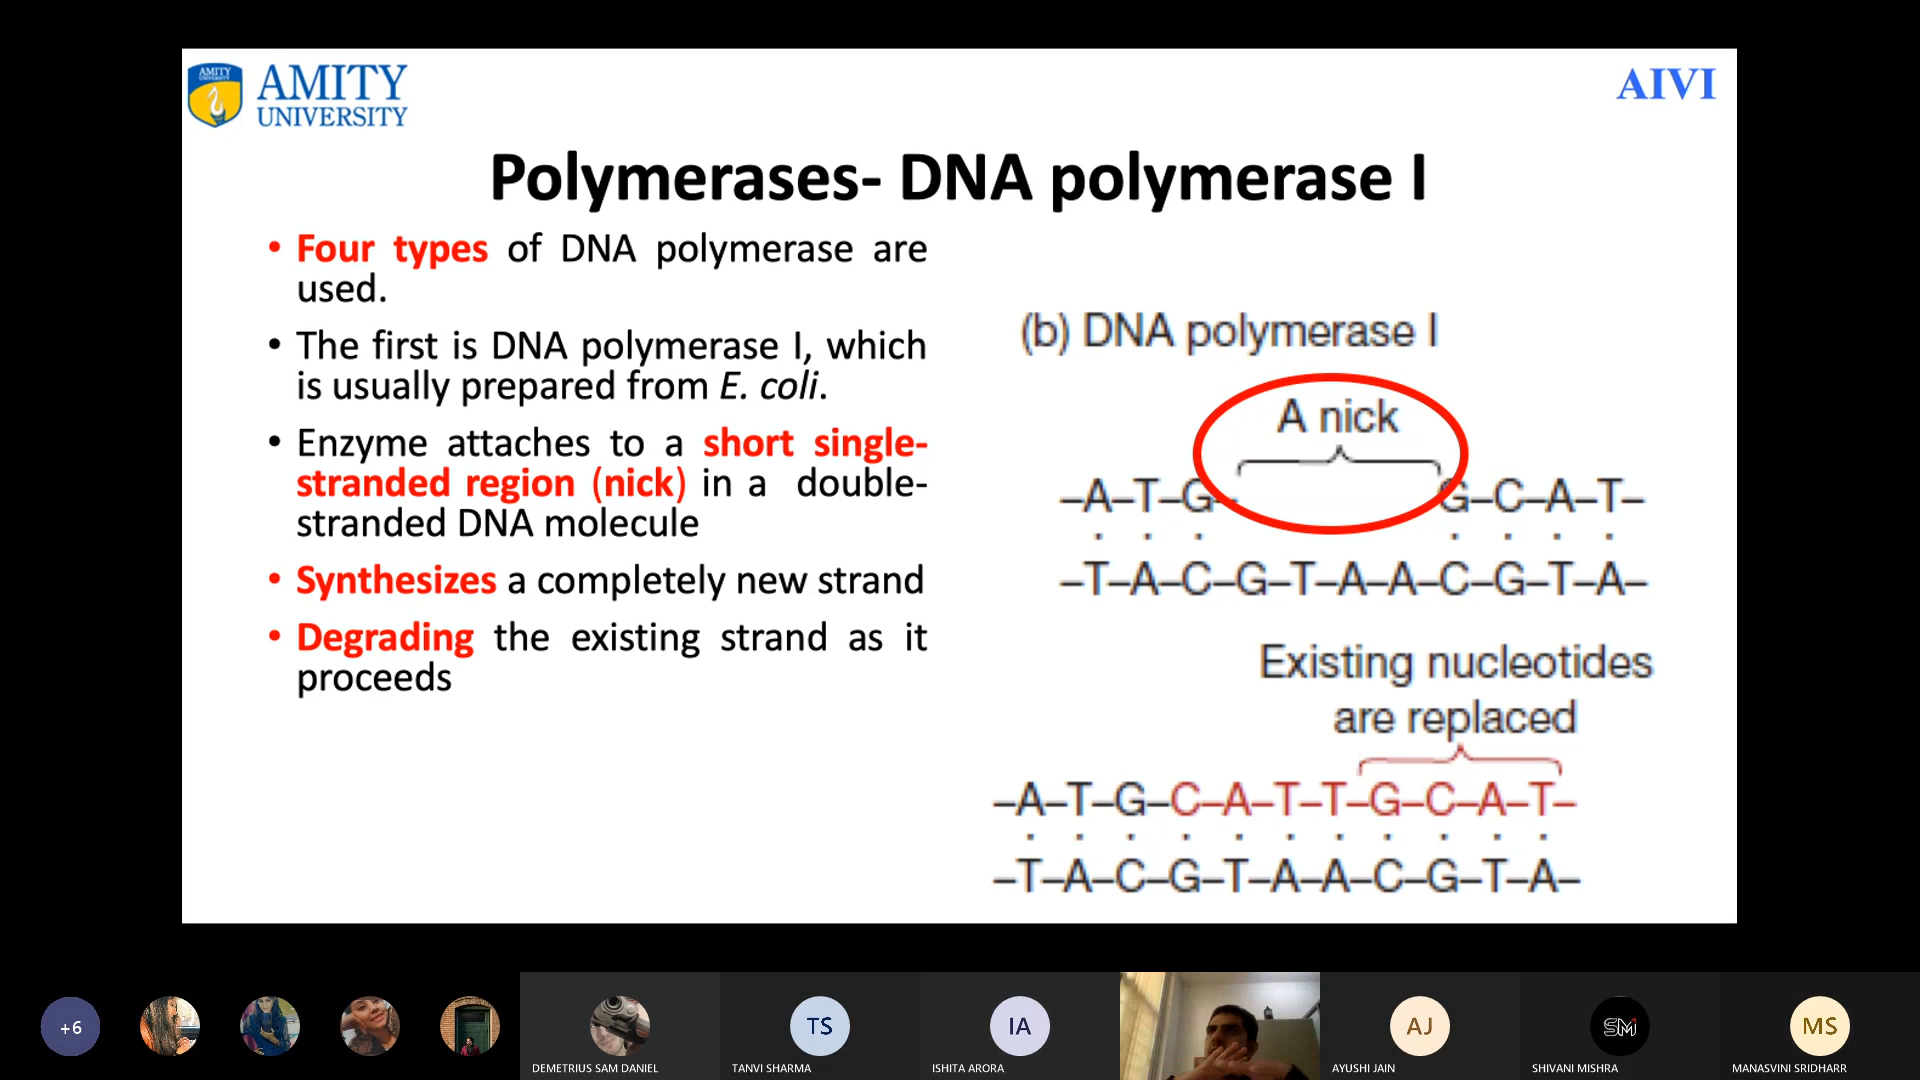 AMITY
AMITY
UNIVERSITY
AIVI
Polymerases- DNA polymerase I
• Four types of DNA polymerase are
used.
• The first is DNA polymerase I, which
is usually prepared from E. coli.
• Enzyme attaches to a short single-
stranded region (nick) in a double-
stranded DNA molecule
• Synthesizes a completely new strand
• Degrading the existing strand as it
proceeds
(b) DNA polymerase I
A nick
–A–T–G– G–C–A–T–
–T–A–C–G–T–A–A–C–G–T–A–
Existing nucleotides
are replaced
–A–T–G–C–A–T–T–G–C–A–T–
–T–A–C–G–T–A–A–C–G–T–A–
+6
TS
IA
AJ
SM
MS
DEMETRIUS SAM DANIEL
TANVI SHARMA
ISHITA ARORA
AYUSHI JAIN
SHIVANI MISHRA
MANASVINI SRIDHARR